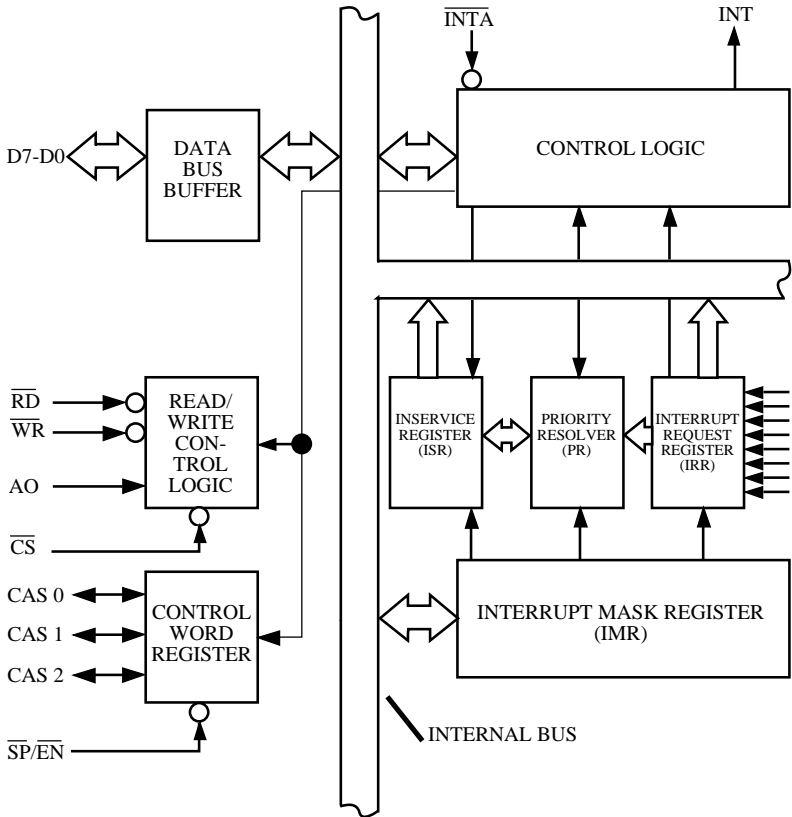 INTA
INT
D7-D0
DATA
BUS
BUFFER
CONTROL LOGIC
RD
WR
AO
CS
READ/
WRITE
CON-
TROL
LOGIC
INSERVICE
REGISTER
(ISR)
PRIORITY
RESOLVER
(PR)
INTERRUPT
REQUEST
REGISTER
(IRR)
CAS 0
CAS 1
CAS 2
SP/EN
CONTROL
WORD
REGISTER
INTERRUPT MASK REGISTER
(IMR)
INTERNAL BUS